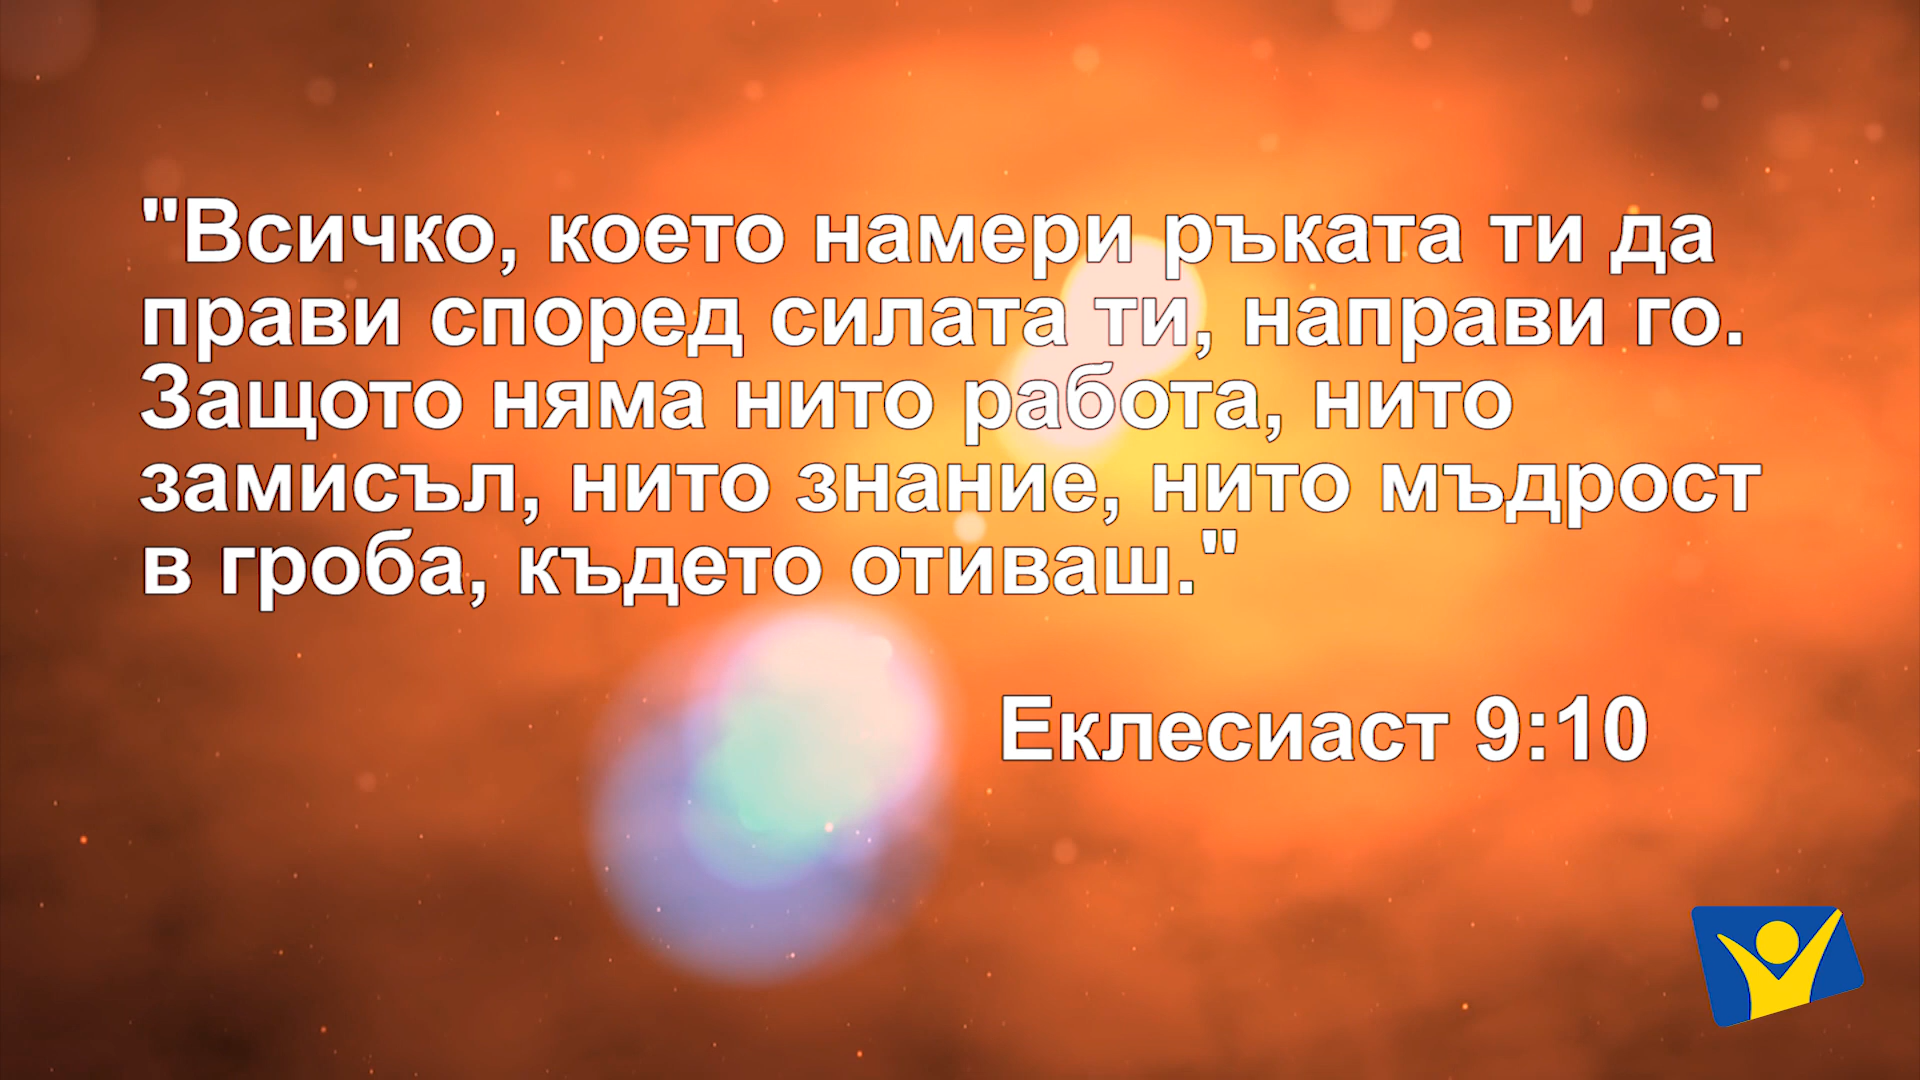 "Всичко, което намери ръката ти да
прави според силата ти, направи го.
Защото няма нито работа, нито
замисъл, нито знание, нито мъдрост
в гроба, където отиваш."
Еклесиаст 9:10